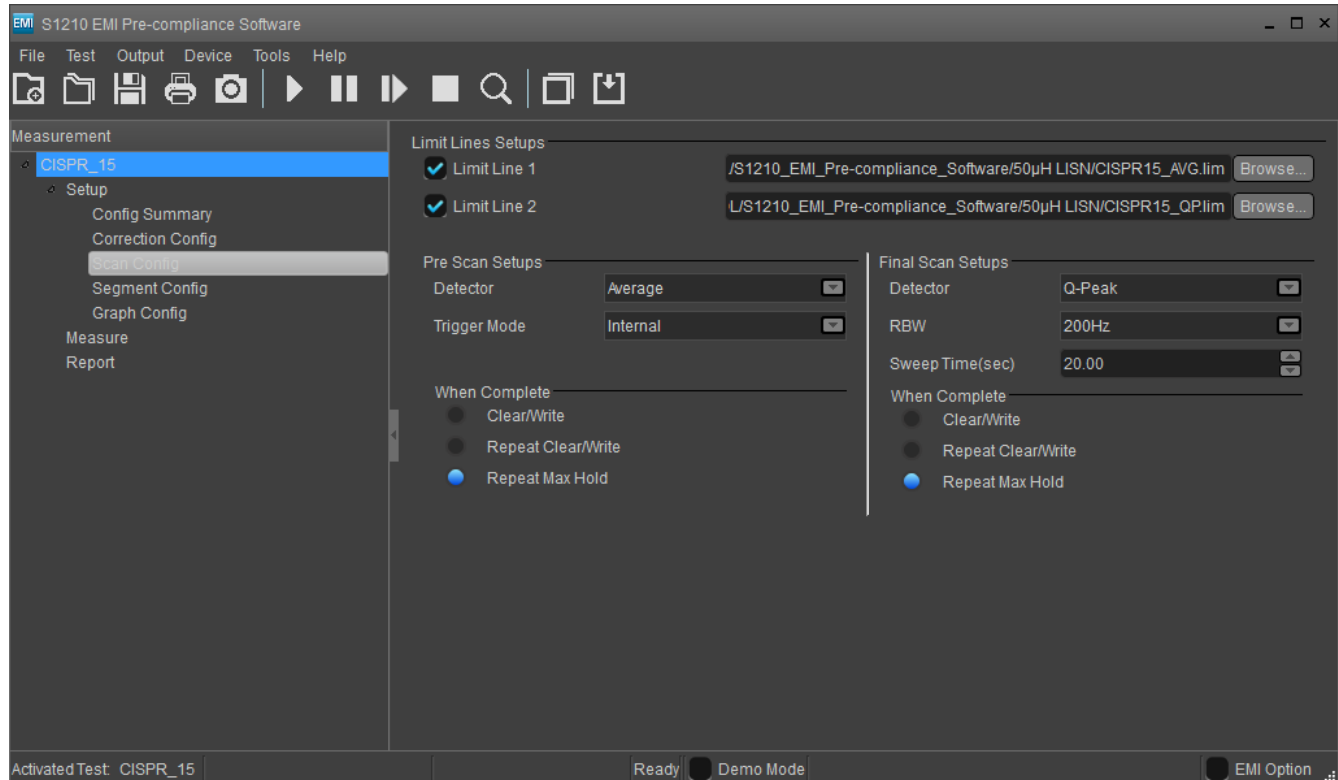 EMI S1210 EMI Pre-compliance Software
File Test Output Device Tools Help
Measurement
CISPR_15
Setup
Config Summary
Correction Config
Scan Config
Segment Config
Graph Config
Measure
Report
Limit Lines Setups
Limit Line 1 /S1210_EMI_Pre-compliance_Software/50µH LISN/CISPR15_AVG.lim Browse...
Limit Line 2 L/S1210_EMI_Pre-compliance_Software/50µH LISN/CISPR15_QP.lim Browse...
Pre Scan Setups
Detector Average
Trigger Mode Internal
When Complete
Clear/Write
Repeat Clear/Write
Repeat Max Hold
Final Scan Setups
Detector Q-Peak
RBW 200Hz
Sweep Time(sec) 20.00
When Complete
Clear/Write
Repeat Clear/Write
Repeat Max Hold
Activated Test: CISPR_15 Ready Demo Mode EMI Option